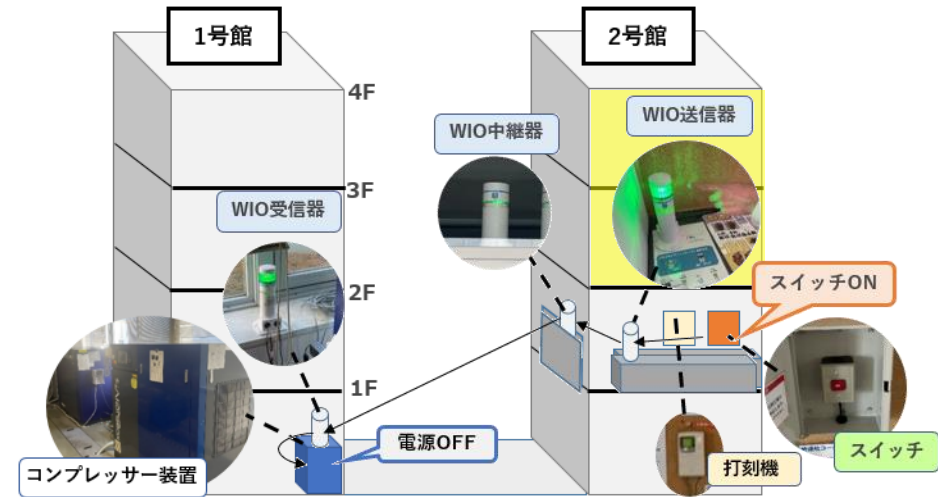 1号館
2号館
4F
WIO中継器
WIO送信器
3F
WIO受信器
スイッチON
2F
1F
電源OFF
打刻機
スイッチ
コンプレッサー装置